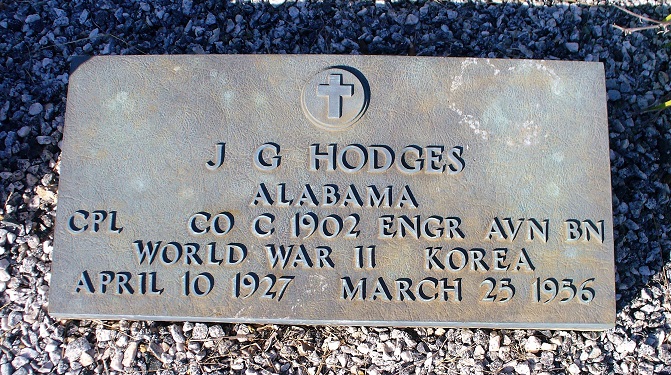 J G HODGES
ALABAMA
CPL CO C 1902 ENGR AVN BN
WORLD WAR II KOREA
APRIL 10 1927 MARCH 25 1956